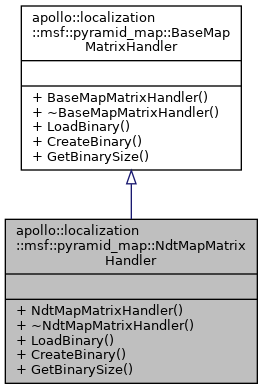 apollo::localization
::msf::pyramid_map::BaseMap
MatrixHandler
+ BaseMapMatrixHandler()
+ ~BaseMapMatrixHandler()
+ LoadBinary()
+ CreateBinary()
+ GetBinarySize()
apollo::localization
::msf::pyramid_map::NdtMapMatrix
Handler
+ NdtMapMatrixHandler()
+ ~NdtMapMatrixHandler()
+ LoadBinary()
+ CreateBinary()
+ GetBinarySize()